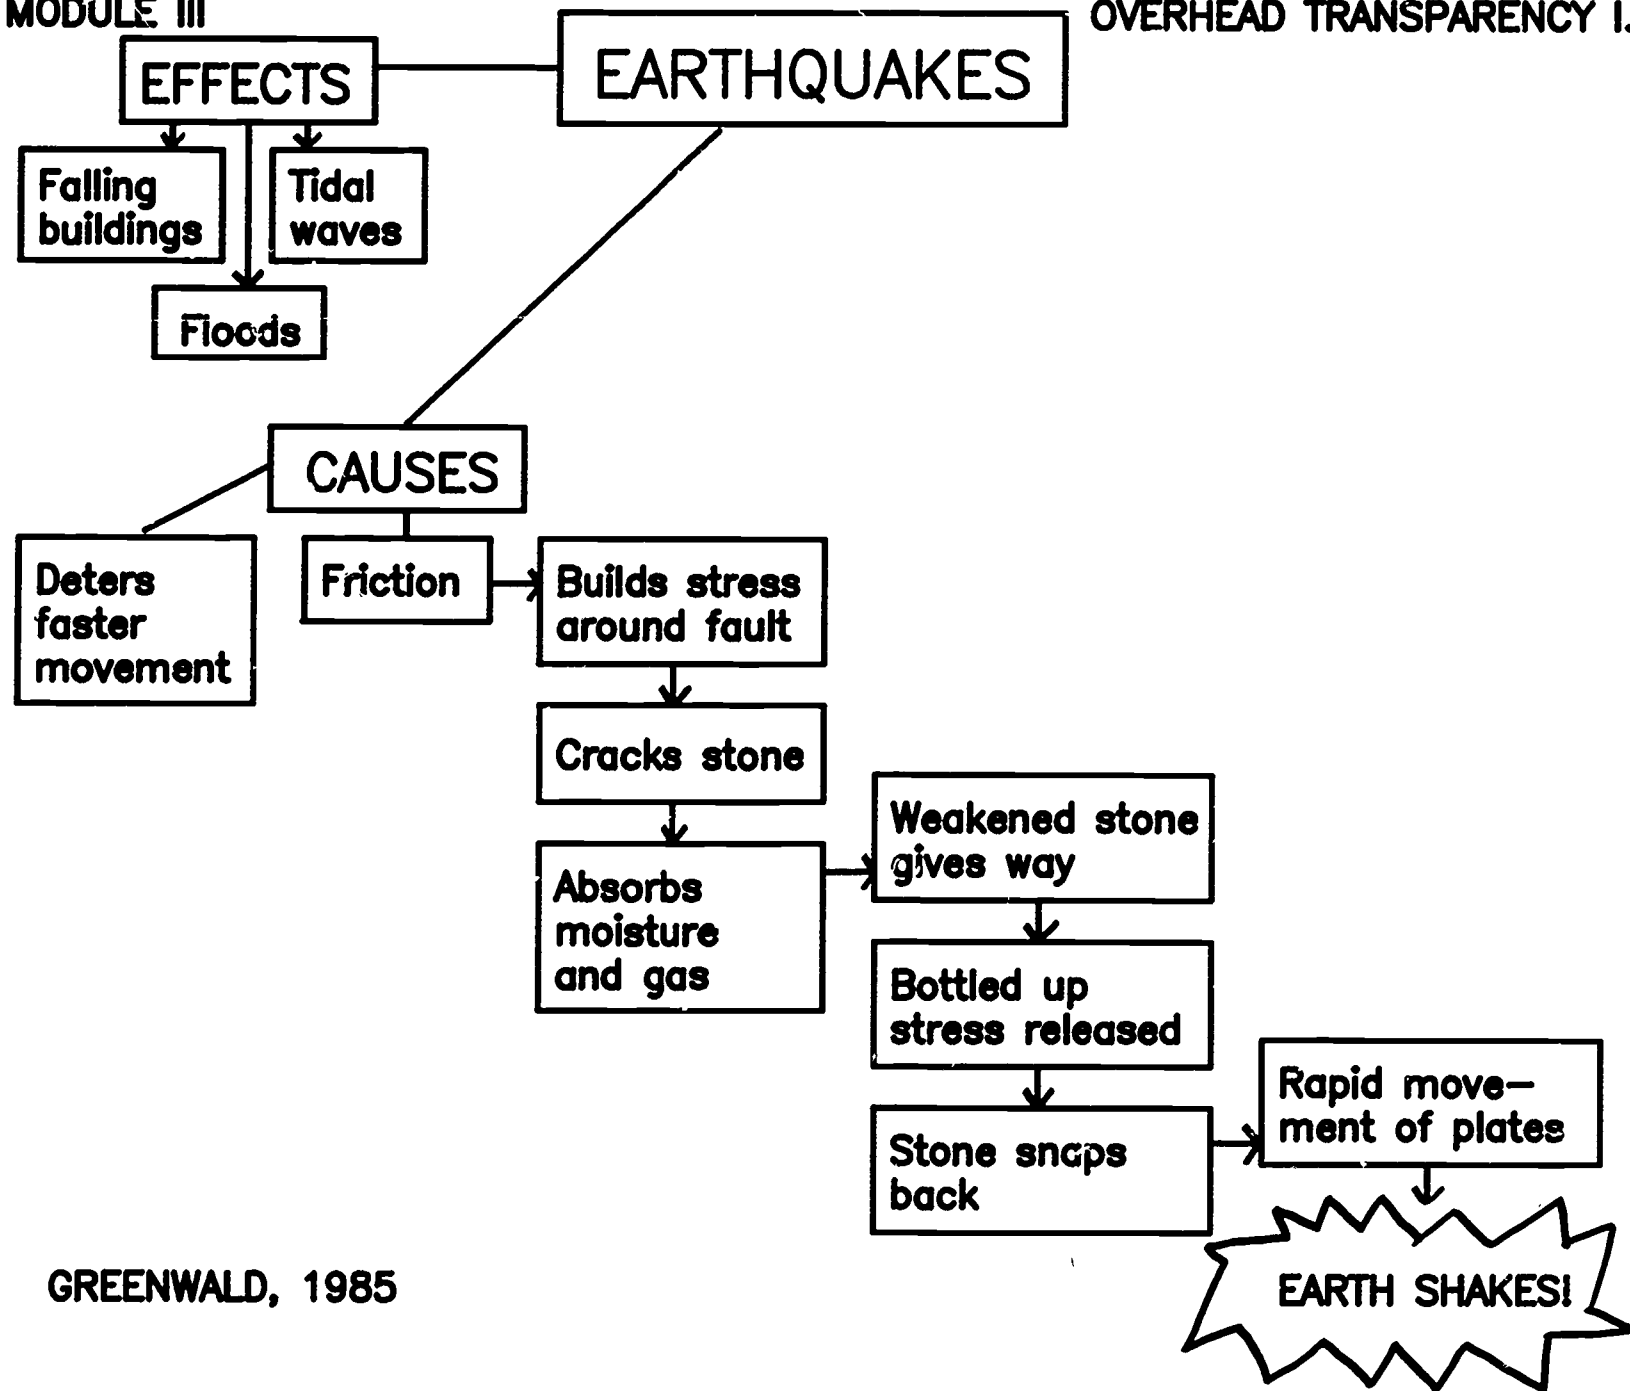 MODULE III
OVERHEAD TRANSPARENCY I.
EARTHQUAKES
EFFECTS
Falling
buildings
Tidal
waves
Floods
CAUSES
Deters
faster
movement
Friction
Builds stress
around fault
Cracks stone
Absorbs
moisture
and gas
Weakened stone
gives way
Bottled up
stress released
Stone snaps
back
Rapid move-
ment of plates
EARTH SHAKES!
GREENWALD, 1985